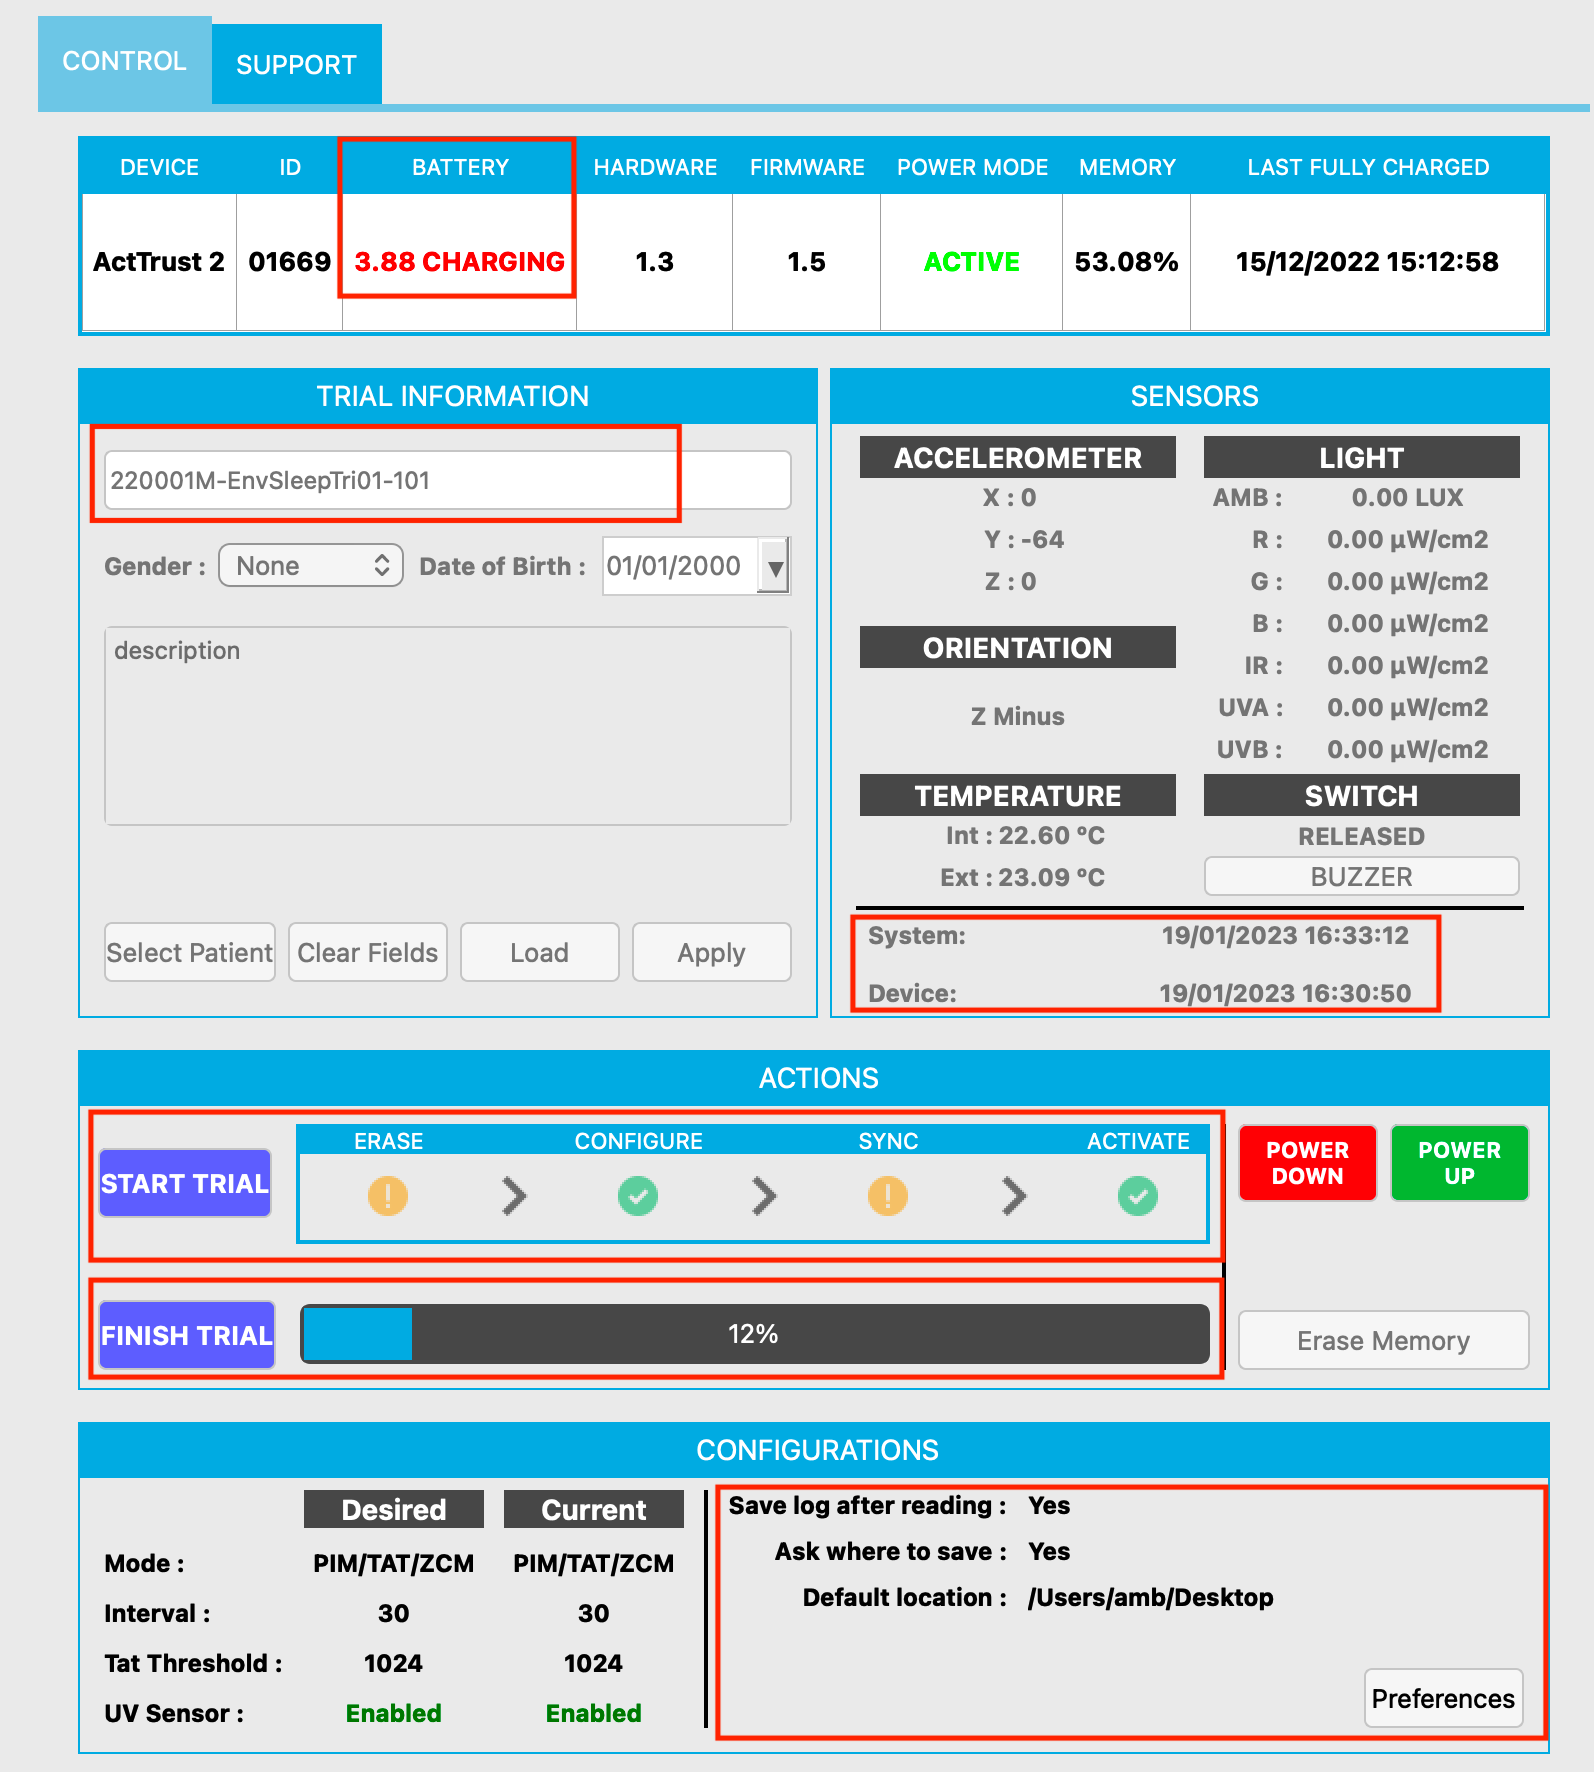 CONTROL SUPPORT
DEVICE ID BATTERY HARDWARE FIRMWARE POWER MODE MEMORY LAST FULLY CHARGED
ActTrust 2 01669 3.88 CHARGING 1.3 1.5 ACTIVE 53.08% 15/12/2022 15:12:58
TRIAL INFORMATION
220001M-EnvSleepTri01-101
Gender : None Date of Birth : 01/01/2000
description
Select Patient Clear Fields Load Apply
SENSORS
ACCELEROMETER
X : 0
Y : -64
Z : 0
ORIENTATION
Z Minus
TEMPERATURE
Int : 22.60 °C
Ext : 23.09 °C
LIGHT
AMB : 0.00 LUX
R : 0.00 µW/cm2
G : 0.00 µW/cm2
B : 0.00 µW/cm2
IR : 0.00 µW/cm2
UVA : 0.00 µW/cm2
UVB : 0.00 µW/cm2
SWITCH
RELEASED
BUZZER
System: 19/01/2023 16:33:12
Device: 19/01/2023 16:30:50
ACTIONS
START TRIAL
ERASE CONFIGURE SYNC ACTIVATE
POWER DOWN
POWER UP
FINISH TRIAL
12%
Erase Memory
CONFIGURATIONS
Desired Current
Mode : PIM/TAT/ZCM PIM/TAT/ZCM
Interval : 30 30
Tat Threshold : 1024 1024
UV Sensor : Enabled Enabled
Save log after reading : Yes
Ask where to save : Yes
Default location : /Users/amb/Desktop
Preferences